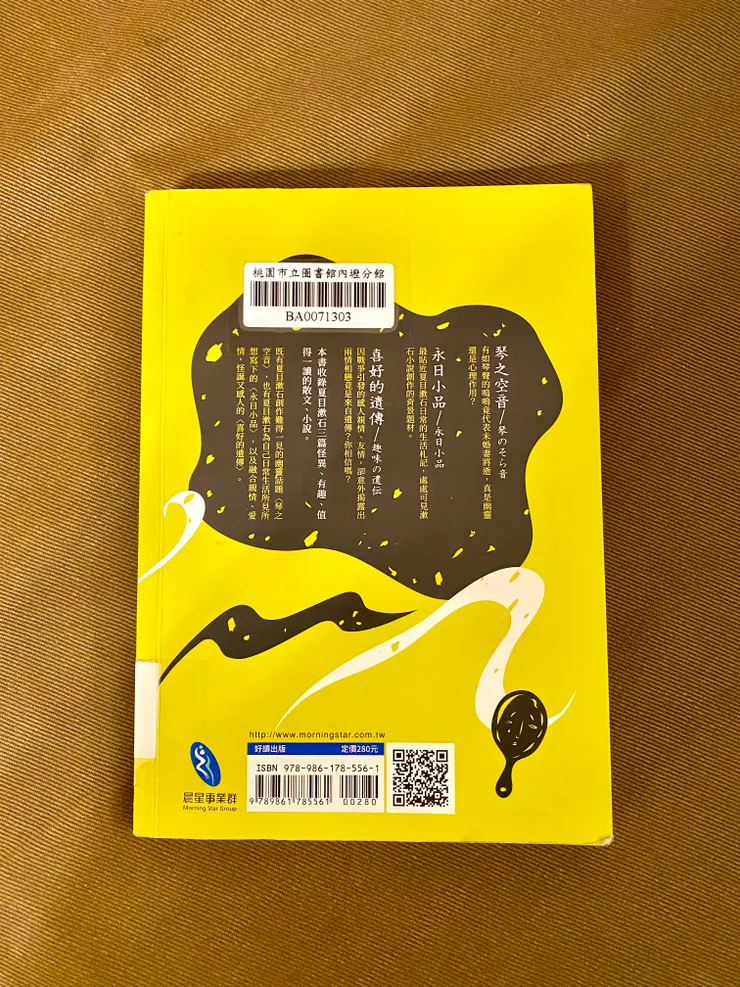 桃園市立圖書館內壢分館
BA0071303
琴之空音/琴のそら音
有如琴聲的嗚嗚竟代表未婚妻將逝,真是幽靈
還是心理作用?
永日小品/永日小品
最貼近夏目漱石日常的生活札記,處處可見漱
石小說創作的背景題材。
喜好的遺傳/趣味の遺伝
因戰爭引發的感人親情、友情,卻意外揭露出
兩情相戀竟是來自遺傳?你相信嗎?
本書收錄夏目漱石三篇怪異、有趣、值
得一讀的散文、小說。
既有夏目漱石創作難得一見的幽靈話題〈琴之
空音〉,也有夏目漱石為自己日常生活所見所
想寫下的〈永日小品〉,以及融合親情、愛
情,怪誕又感人的〈喜好的遺傳〉。
http://www.morningstar.com.tw
好讀出版 定價280元
ISBN 978-986-178-556-1
9 789861 785561 00280
晨星事業群
Morning Star Group